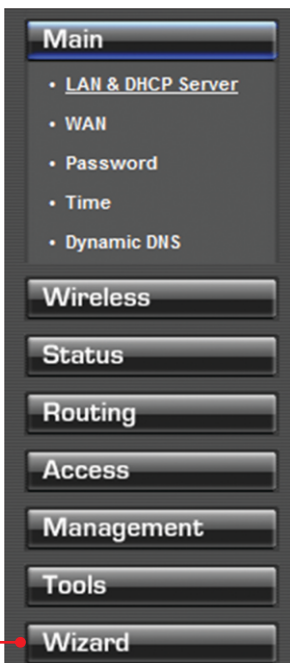 Main
• LAN & DHCP Server
• WAN
• Password
• Time
• Dynamic DNS
Wireless
Status
Routing
Access
Management
Tools
Wizard